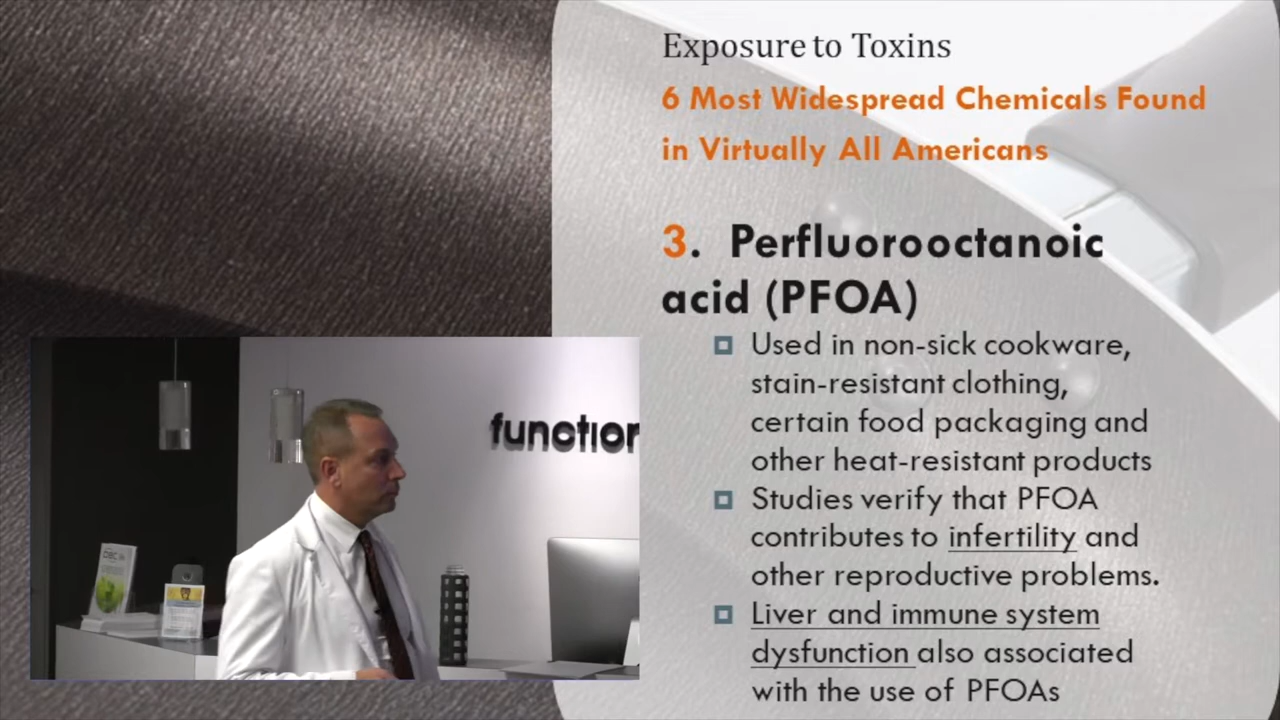 Exposure to Toxins
6 Most Widespread Chemicals Found
in Virtually All Americans
3. Perfluorooctanoic
acid (PFOA)
Used in non-sick cookware,
stain-resistant clothing,
certain food packaging and
other heat-resistant products
Studies verify that PFOA
contributes to infertility and
other reproductive problems.
Liver and immune system
dysfunction also associated
with the use of PFOAs
function